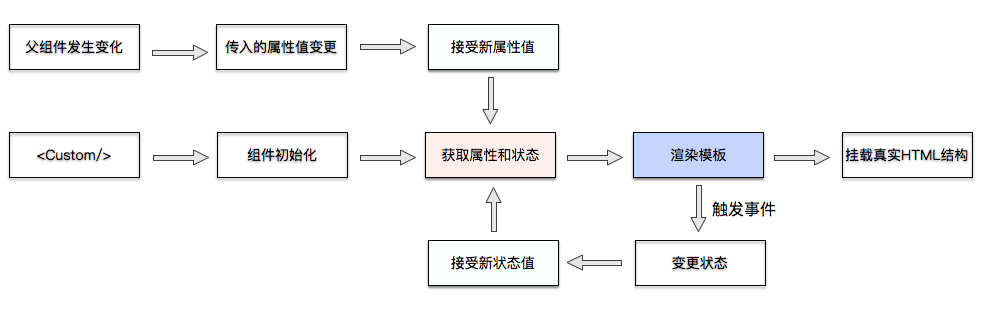 父组件发生变化
传入的属性值变更
接受新属性值
<Custom/>
组件初始化
获取属性和状态
渲染模板
挂载真实HTML结构
触发事件
接受新状态值
变更状态